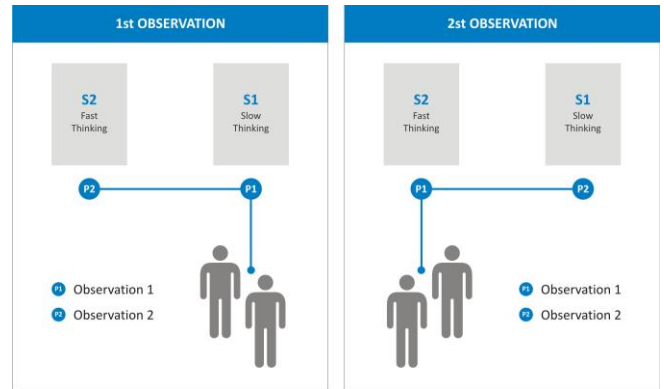 1st OBSERVATION
S2
Fast
Thinking
S1
Slow
Thinking
P2
P1
P1 Observation 1
P2 Observation 2
2st OBSERVATION
S2
Fast
Thinking
S1
Slow
Thinking
P1
P2
P1 Observation 1
P2 Observation 2